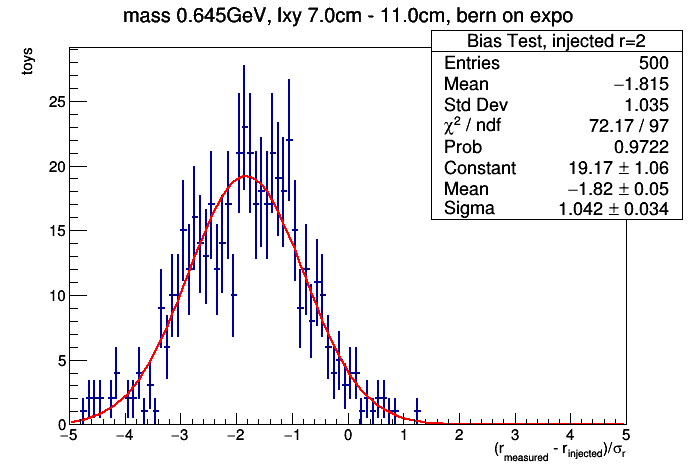 mass 0.645GeV, lxy 7.0cm - 11.0cm, bern on expo
Bias Test, injected r=2
Entries 500
Mean −1.815
Std Dev 1.035
χ² / ndf 72.17 / 97
Prob 0.9722
Constant 19.17 ± 1.06
Mean −1.82 ± 0.05
Sigma 1.042 ± 0.034
toys
25
20
15
10
5
0
−5 −4 −3 −2 −1 0 1 2 3 4 5
(r_measured - r_injected)/σ_r